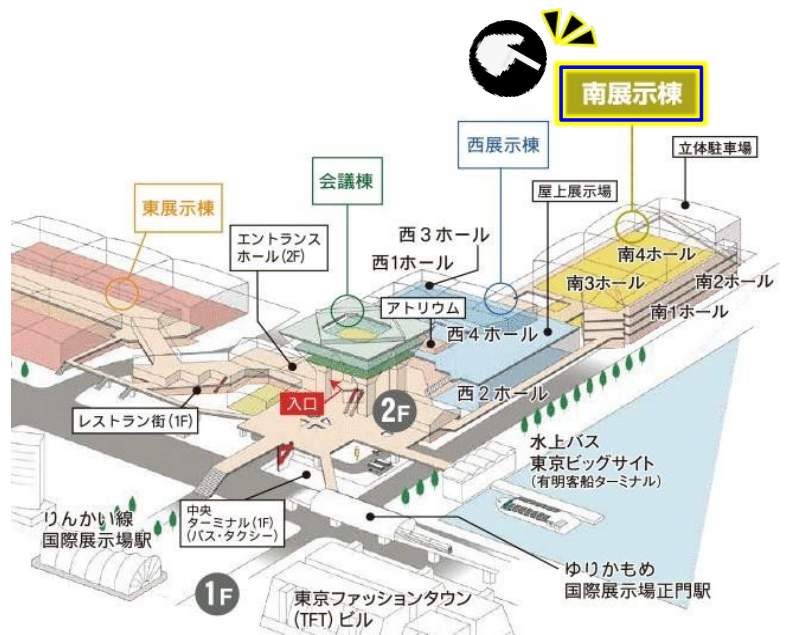 南展示棟
立体駐車場
西展示棟
会議棟
屋上展示場
東展示棟
エントランス
ホール(2F)
西3ホール
西1ホール
南4ホール
南3ホール
南2ホール
南1ホール
アトリウム
西4ホール
西2ホール
入口
2F
レストラン街(1F)
水上バス
東京ビッグサイト
(有明客船ターミナル)
中央
ターミナル(1F)
(バス・タクシー)
りんかい線
国際展示場駅
ゆりかもめ
国際展示場正門駅
1F
東京ファッションタウン
(TFT)ビル